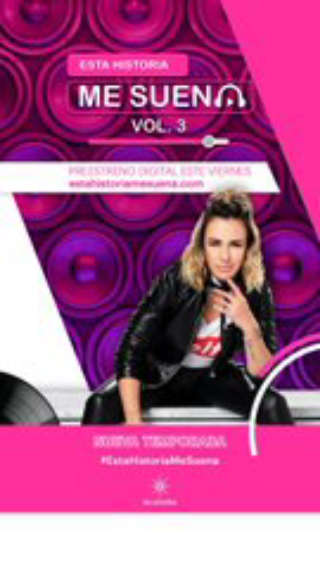 ESTA HISTORIA
ME SUENA
VOL. 3
PREESTRENO DIGITAL ESTE VIERNES
estahistoriamesuena.com
NUEVA TEMPORADA
#EstaHistoriaMeSuena